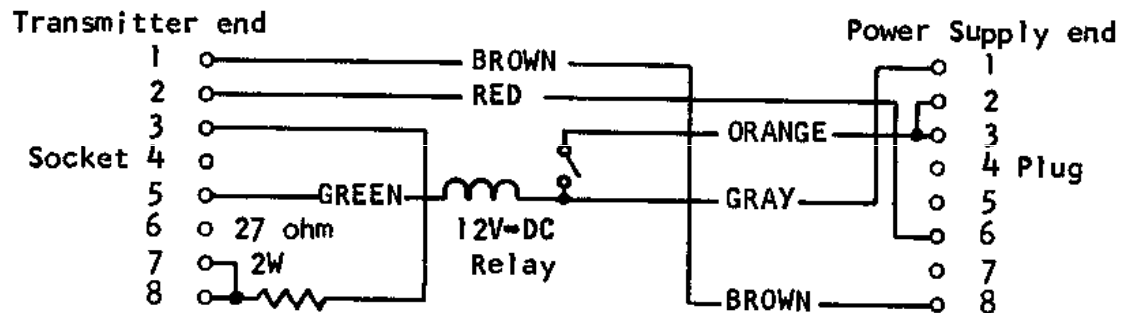 Transmitter end
Power Supply end
1 BROWN 1
2 RED 2
3 ORANGE 3
Socket 4 4 Plug
5 GREEN GRAY 5
6 27 ohm 12V-DC 6
7 2W Relay 7
8 BROWN 8